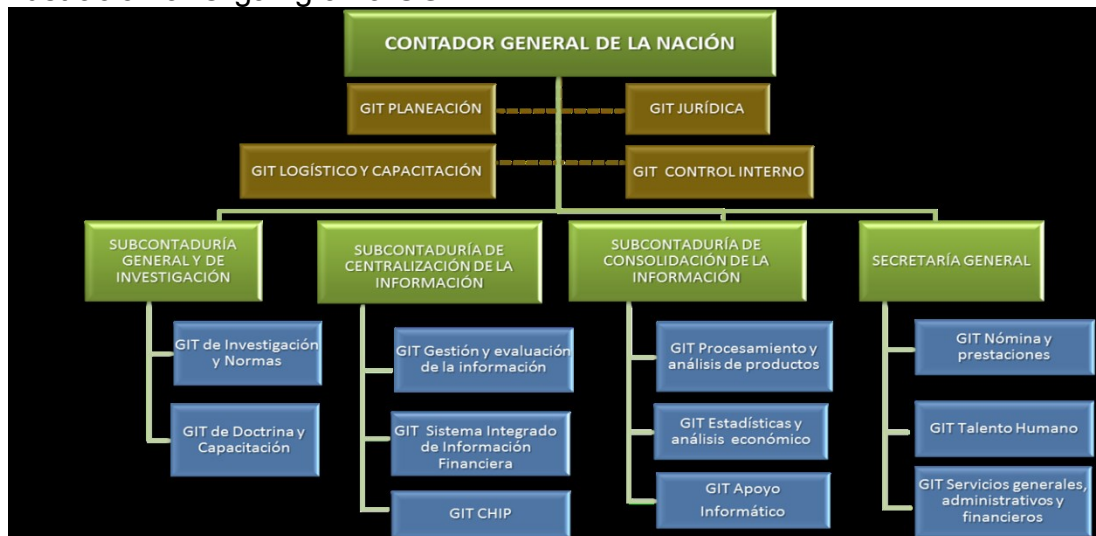 CONTADOR GENERAL DE LA NACIÓN
GIT PLANEACIÓN
GIT JURÍDICA
GIT LOGÍSTICO Y CAPACITACIÓN
GIT CONTROL INTERNO
SUBCONTADURÍA
GENERAL Y DE
INVESTIGACIÓN
SUBCONTADURÍA DE
CENTRALIZACIÓN DE LA
INFORMACIÓN
SUBCONTADURÍA DE
CONSOLIDACIÓN DE LA
INFORMACIÓN
SECRETARÍA GENERAL
GIT de Investigación
y Normas
GIT de Doctrina y
Capacitación
GIT Gestión y evaluación
de la información
GIT Sistema Integrado
de Información
Financiera
GIT CHIP
GIT Procesamiento y
análisis de productos
GIT Estadísticas y
análisis económico
GIT Apoyo
Informático
GIT Nómina y
prestaciones
GIT Talento Humano
GIT Servicios generales,
administrativos y
financieros